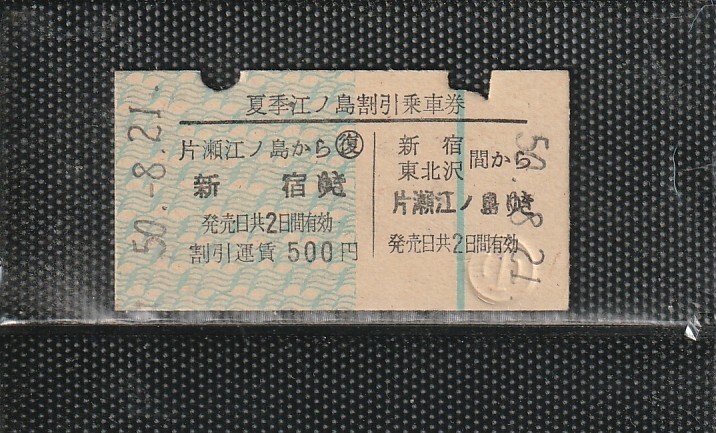 夏季江ノ島割引乗車券
片瀬江ノ島から復
新宿ゆき
発売日共2日間有効
割引運賃 500円
新宿
東北沢 間から
片瀬江ノ島ゆき
発売日共2日間有効
50.-8.21.
50.-8.21